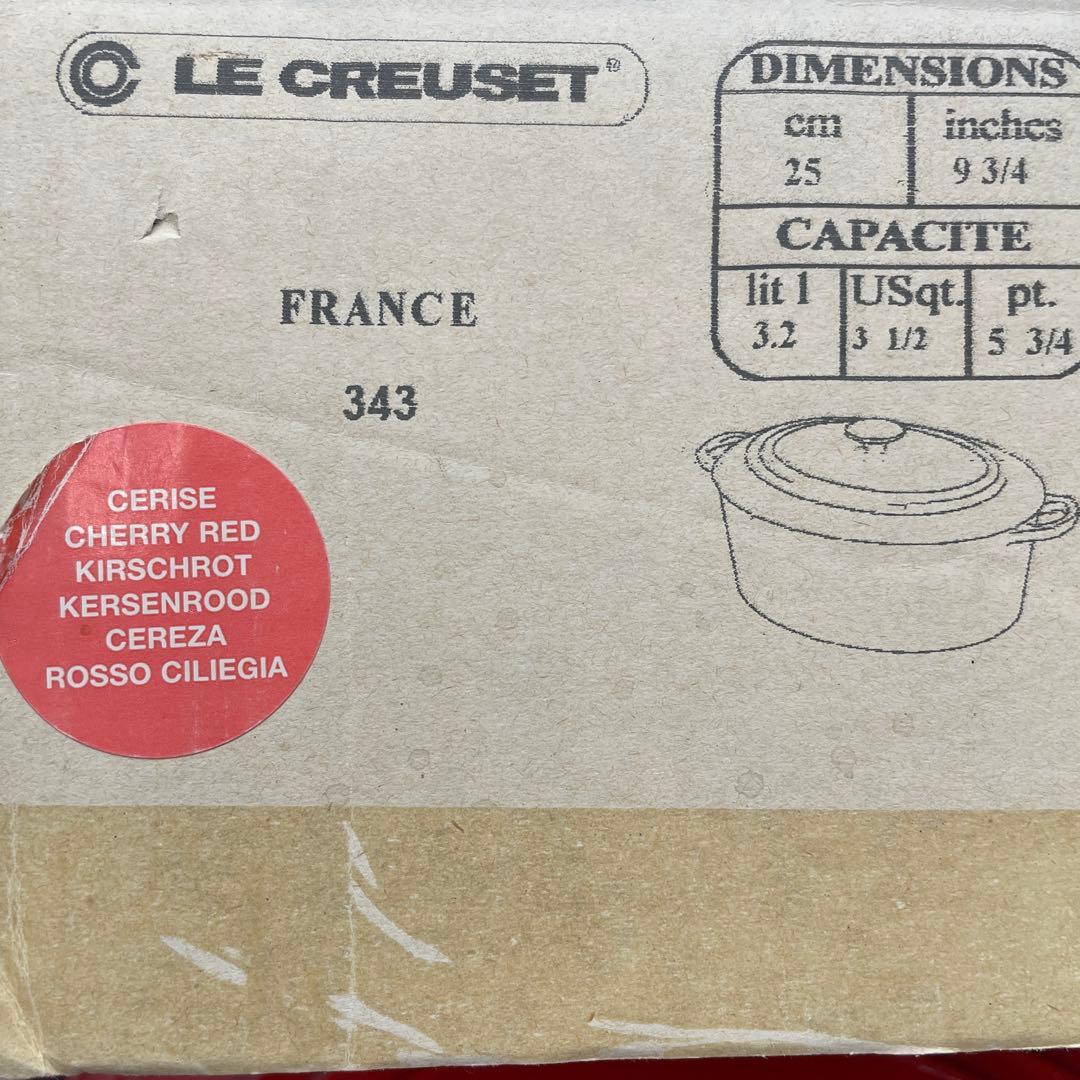 LE CREUSET®
DIMENSIONS
cm inches
25 9 3/4
CAPACITE
lit l USqt. pt.
3.2 3 1/2 5 3/4
FRANCE
343
CERISE
CHERRY RED
KIRSCHROT
KERSENROOD
CEREZA
ROSSO CILIEGIA